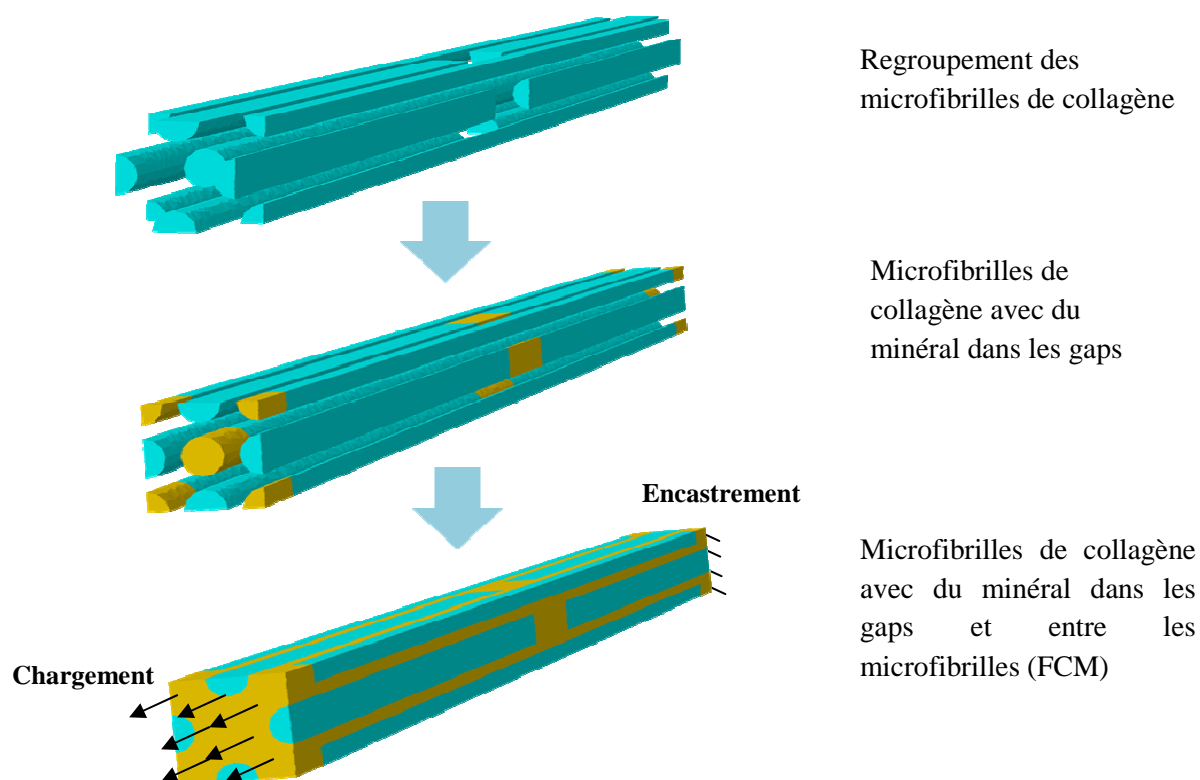 Regroupement des
microfibrilles de collagène
Microfibrilles de
collagène avec du
minéral dans les gaps
Encastrement
Microfibrilles de collagène
avec du minéral dans les
gaps et entre les
microfibrilles (FCM)
Chargement